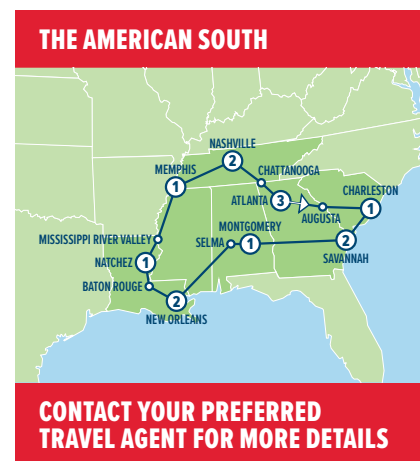 THE AMERICAN SOUTH
NASHVILLE
2
MEMPHIS
1
CHATTANOOGA
ATLANTA 3
CHARLESTON
1
AUGUSTA
MONTGOMERY
MISSISSIPPI RIVER VALLEY
SELMA 1
2
SAVANNAH
NATCHEZ 1
BATON ROUGE
2
NEW ORLEANS
CONTACT YOUR PREFERRED
TRAVEL AGENT FOR MORE DETAILS